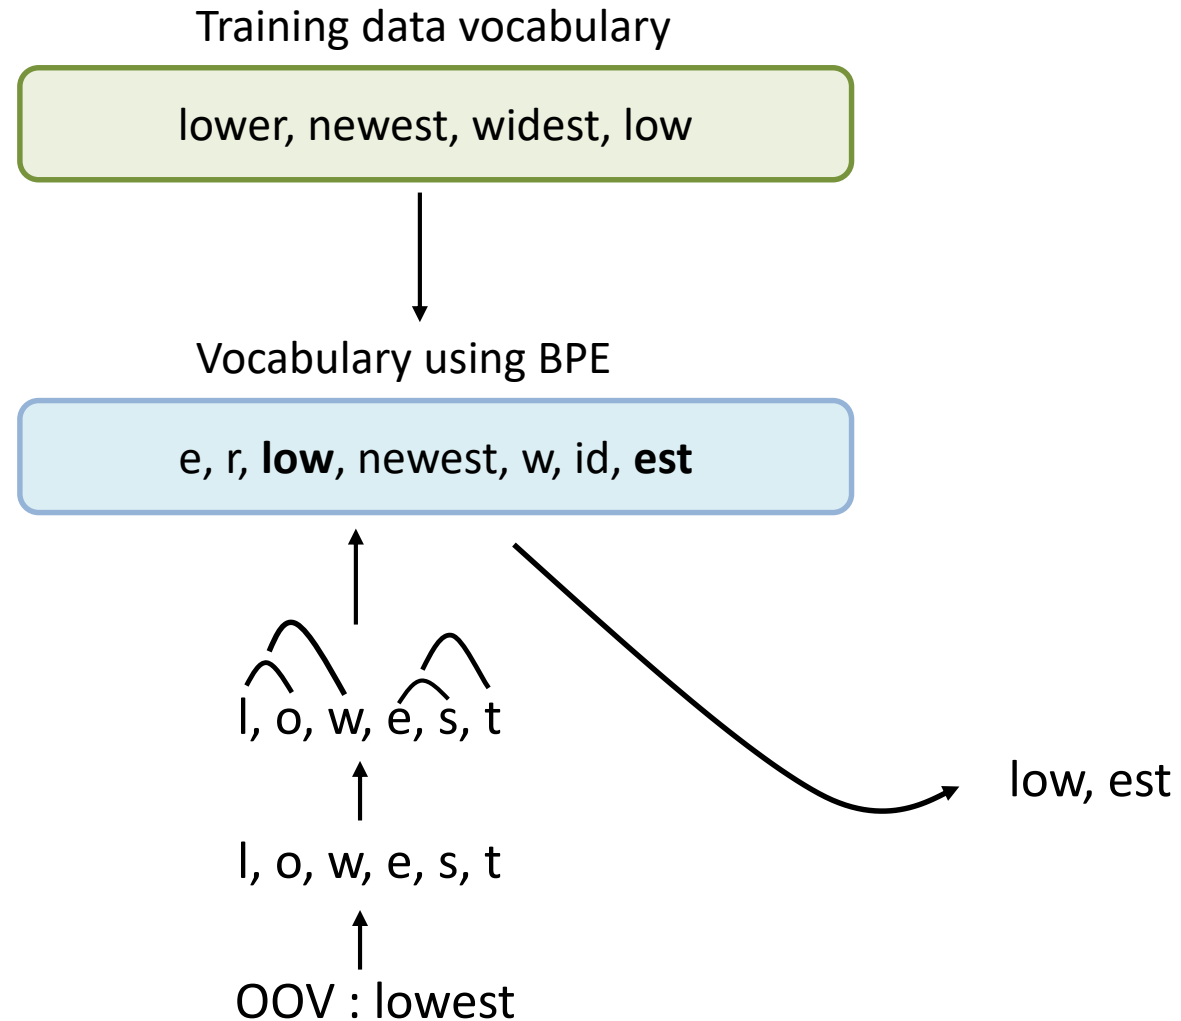 Training data vocabulary
lower, newest, widest, low
Vocabulary using BPE
e, r, low, newest, w, id, est
l, o, w, e, s, t
low, est
l, o, w, e, s, t
OOV : lowest